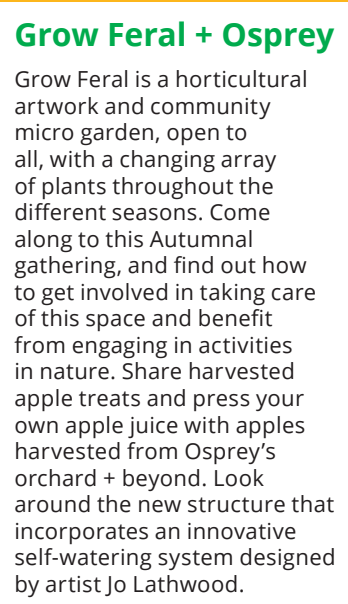 Grow Feral + Osprey
Grow Feral is a horticultural
artwork and community
micro garden, open to
all, with a changing array
of plants throughout the
different seasons. Come
along to this Autumnal
gathering, and find out how
to get involved in taking care
of this space and benefit
from engaging in activities
in nature. Share harvested
apple treats and press your
own apple juice with apples
harvested from Osprey's
orchard + beyond. Look
around the new structure that
incorporates an innovative
self-watering system designed
by artist Jo Lathwood.